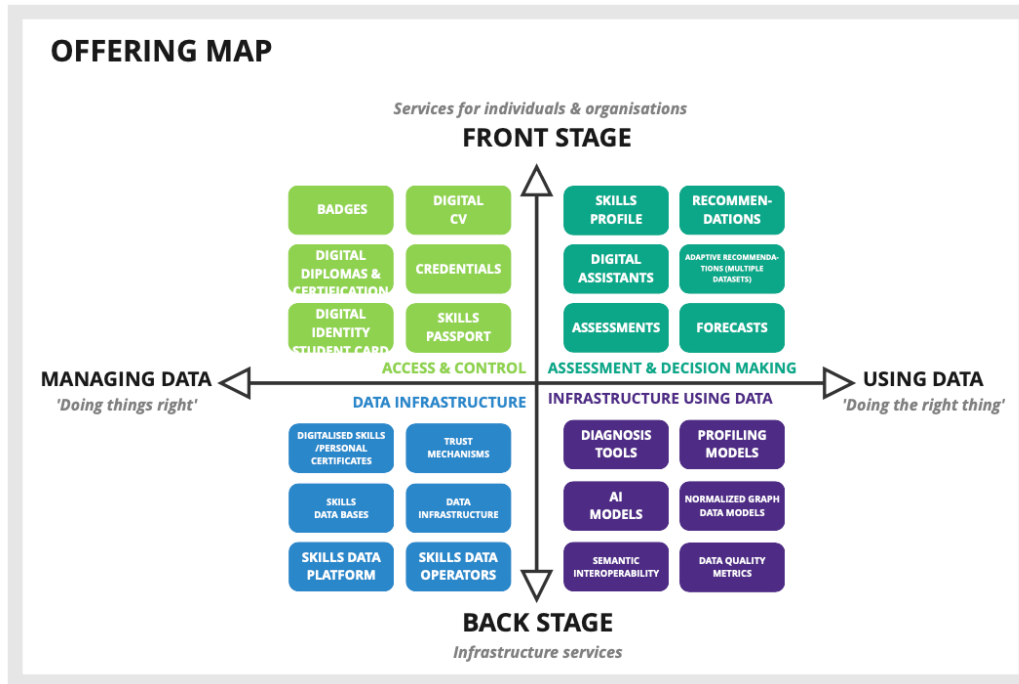 OFFERING MAP
Services for individuals & organisations
FRONT STAGE
BADGES
DIGITAL
CV
DIGITAL
DIPLOMAS &
CERTIFICATION
CREDENTIALS
DIGITAL
IDENTITY
STUDENT CARD
SKILLS
PASSPORT
ACCESS & CONTROL
SKILLS
PROFILE
RECOMMEN-
DATIONS
DIGITAL
ASSISTANTS
ADAPTIVE RECOMMENDA-
TIONS (MULTIPLE
DATASETS)
ASSESSMENTS
FORECASTS
ASSESSMENT & DECISION MAKING
MANAGING DATA
'Doing things right'
USING DATA
'Doing the right thing'
DATA INFRASTRUCTURE
DIGITALISED SKILLS
/PERSONAL
CERTIFICATES
TRUST
MECHANISMS
SKILLS
DATA BASES
DATA
INFRASTRUCTURE
SKILLS DATA
PLATFORM
SKILLS DATA
OPERATORS
INFRASTRUCTURE USING DATA
DIAGNOSIS
TOOLS
PROFILING
MODELS
AI
MODELS
NORMALIZED GRAPH
DATA MODELS
SEMANTIC
INTEROPERABILITY
DATA QUALITY
METRICS
BACK STAGE
Infrastructure services